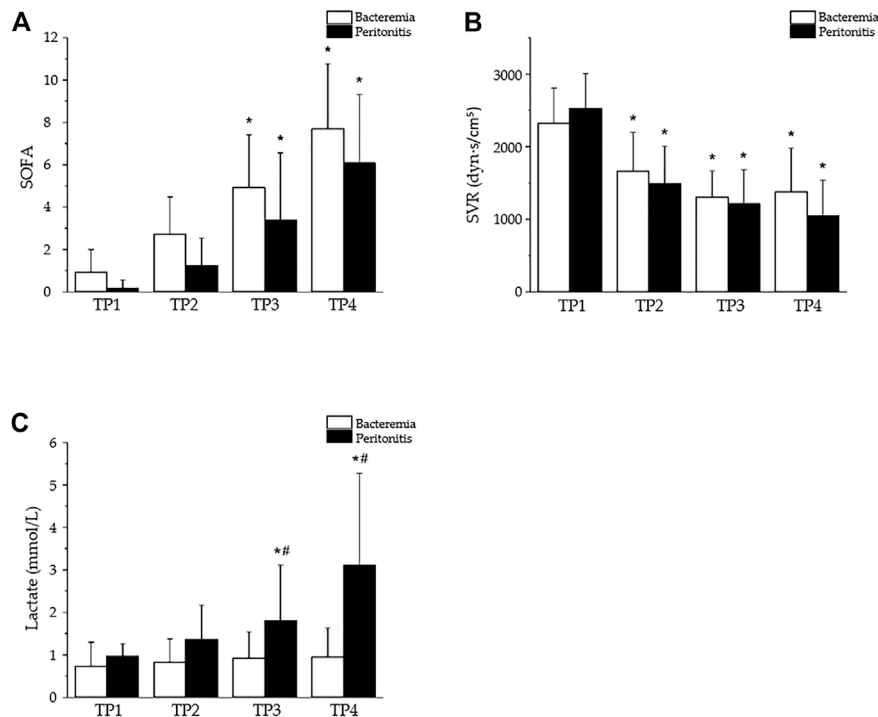 A
Bacteremia
Peritonitis
SOFA
12
10
8
6
4
2
0
* * * *
TP1 TP2 TP3 TP4
B
Bacteremia
Peritonitis
SVR (dyn·s/cm⁵)
3000
2000
1000
0
* * * * * *
TP1 TP2 TP3 TP4
C
Bacteremia
Peritonitis
Lactate (mmol/L)
6
5
4
3
2
1
0
*# *#
TP1 TP2 TP3 TP4